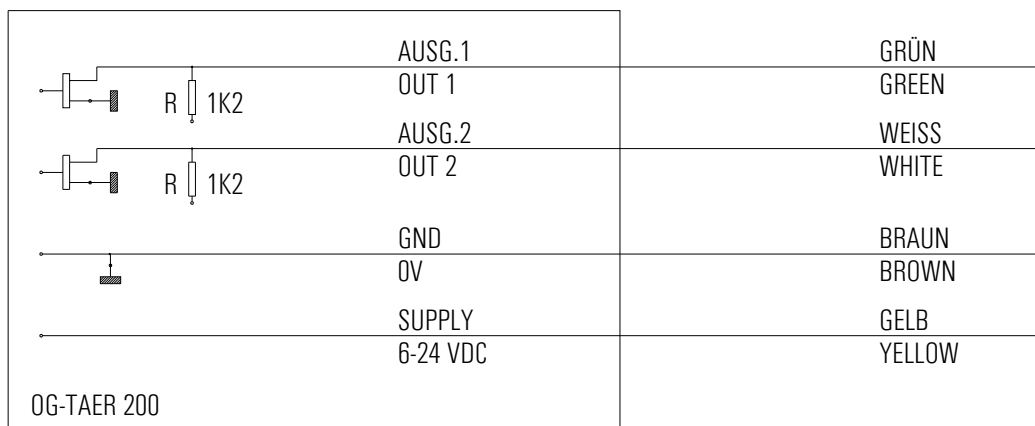 AUSG.1 GRÜN
OUT 1 GREEN
R 1K2
AUSG.2 WEISS
OUT 2 WHITE
R 1K2
GND BRAUN
0V BROWN
SUPPLY GELB
6-24 VDC YELLOW
OG-TAER 200